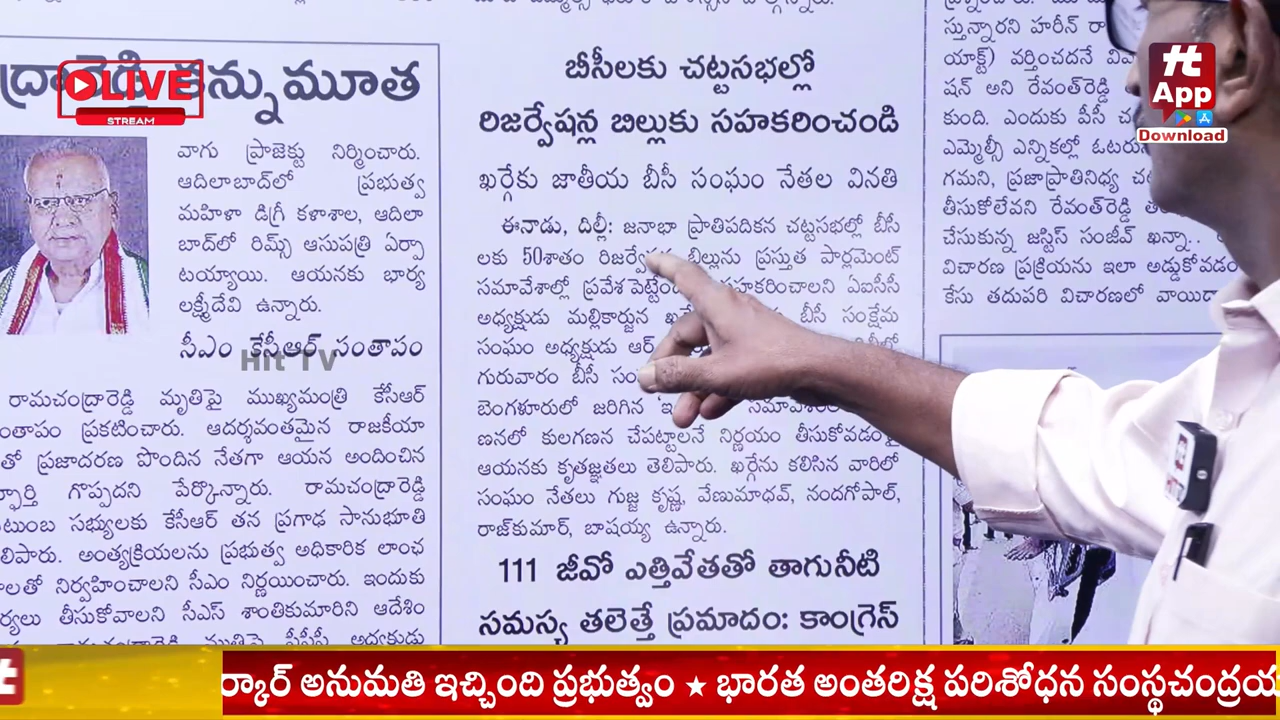 LIVE
STREAM
App
Download
కన్నుమూత
వాగు ప్రాజెక్టు నిర్మించారు.
ఆదిలాబాద్‌లో ప్రభుత్వ
మహిళా డిగ్రీ కళాశాల, ఆదిలా
బాద్‌లో రిమ్స్ ఆసుపత్రి ఏర్పా
టయ్యాయి. ఆయనకు భార్య
లక్ష్మీదేవి ఉన్నారు.
సీఎం కేసీఆర్ సంతాపం
Hit TV
రామచంద్రారెడ్డి మృతిపై ముఖ్యమంత్రి కేసీఆర్
ంతాపం ప్రకటించారు. ఆదర్శవంతమైన రాజకీయా
తో ప్రజాదరణ పొందిన నేతగా ఆయన అందించిన
గొప్పదని పేర్కొన్నారు. రామచంద్రారెడ్డి
టుంబ సభ్యులకు కేసీఆర్ తన ప్రగాఢ సానుభూతి
లిపారు. అంత్యక్రియలను ప్రభుత్వ అధికారిక లాంఛ
ాలతో నిర్వహించాలని సీఎం నిర్ణయించారు. ఇందుకు
ర్యలు తీసుకోవాలని సీఎస్ శాంతికుమారిని ఆదేశిం
బీసీలకు చట్టసభల్లో
రిజర్వేషన్ల బిల్లుకు సహకరించండి
ఖర్గేకు జాతీయ బీసీ సంఘం నేతల వినతి
ఈనాడు, దిల్లీ: జనాభా ప్రాతిపదికన చట్టసభల్లో బీసీ
లకు 50శాతం బిల్లును ప్రస్తుత పార్లమెంట్
సమావేశాల్లో సహకరించాలని ఏఐసీసీ
అధ్యక్షుడు మల్లికార్జున బీసీ సంక్షేమ
సంఘం అధ్యక్షుడు ఆర్
గురువారం బీసీ
బెంగళూరులో జరిగిన
ణనలో కులగణన చేపట్టాలనే నిర్ణయం తీసుకోవడంపై
ఆయనకు కృతజ్ఞతలు తెలిపారు. ఖర్గేను కలిసిన వారిలో
సంఘం నేతలు గుజ్జ కృష్ణ, వేణుమాధవ్, నందగోపాల్,
రాజ్‌కుమార్, బాషయ్య ఉన్నారు.
111 జీవో ఎత్తివేతతో తాగునీటి
సమస్య తలెత్తే ప్రమాదం: కాంగ్రెస్
స్తున్నారని హరీన్
యాక్ట్) వర్తించదనే
షన్ అని రేవంత్‌రెడ్డి
కుంది. ఎందుకు పీసీ
ఎమ్మెల్సీ ఎన్నికల్లో
గమని, ప్రజాప్రాతినిధ్య
తీసుకోలేవని రేవంత్‌రెడ్డి
చేసుకున్న జస్టిస్ సంజీవ్ ఖన్నా..
విచారణ ప్రక్రియను ఇలా అడ్డుకోవడం
కేసు తదుపరి విచారణలో
ర్కార్ అనుమతి ఇచ్చింది ప్రభుత్వం ★ భారత అంతరిక్ష పరిశోధన సంస్థచంద్రయ